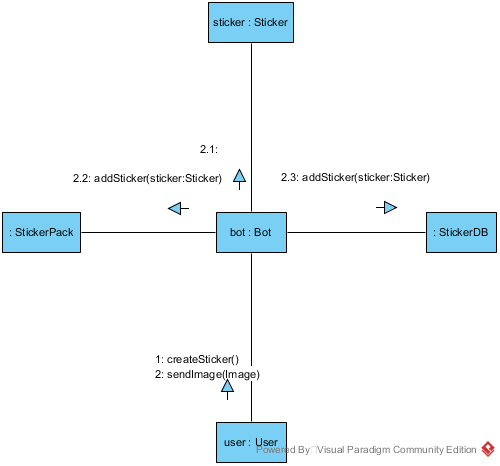 sticker : Sticker
2.1:
2.2: addSticker(sticker:Sticker)
2.3: addSticker(sticker:Sticker)
: StickerPack
bot : Bot
: StickerDB
1: createSticker()
2: sendImage(Image)
user : User
Powered By Visual Paradigm Community Edition